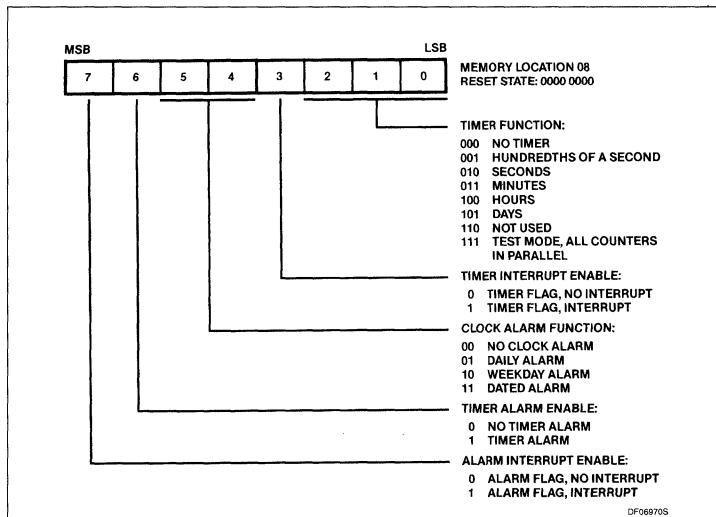 MSB
LSB
7 6 5 4 3 2 1 0
MEMORY LOCATION 08
RESET STATE: 0000 0000
TIMER FUNCTION:
000 NO TIMER
001 HUNDREDTHS OF A SECOND
010 SECONDS
011 MINUTES
100 HOURS
101 DAYS
110 NOT USED
111 TEST MODE, ALL COUNTERS
IN PARALLEL
TIMER INTERRUPT ENABLE:
0 TIMER FLAG, NO INTERRUPT
1 TIMER FLAG, INTERRUPT
CLOCK ALARM FUNCTION:
00 NO CLOCK ALARM
01 DAILY ALARM
10 WEEKDAY ALARM
11 DATED ALARM
TIMER ALARM ENABLE:
0 NO TIMER ALARM
1 TIMER ALARM
ALARM INTERRUPT ENABLE:
0 ALARM FLAG, NO INTERRUPT
1 ALARM FLAG, INTERRUPT
DF06970S